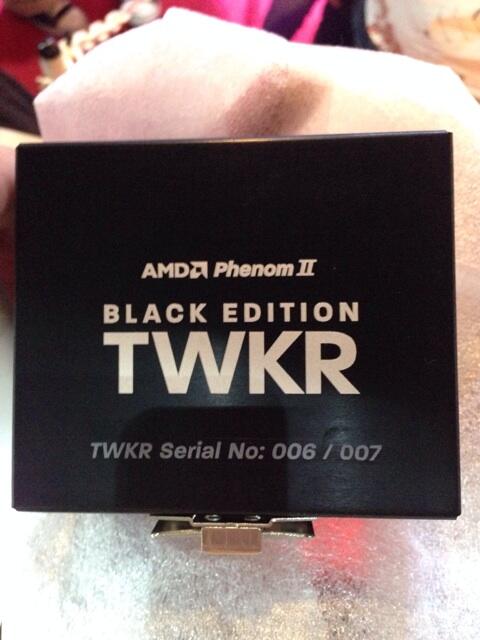 AMD Phenom II
BLACK EDITION
TWKR
TWKR Serial No: 006 / 007